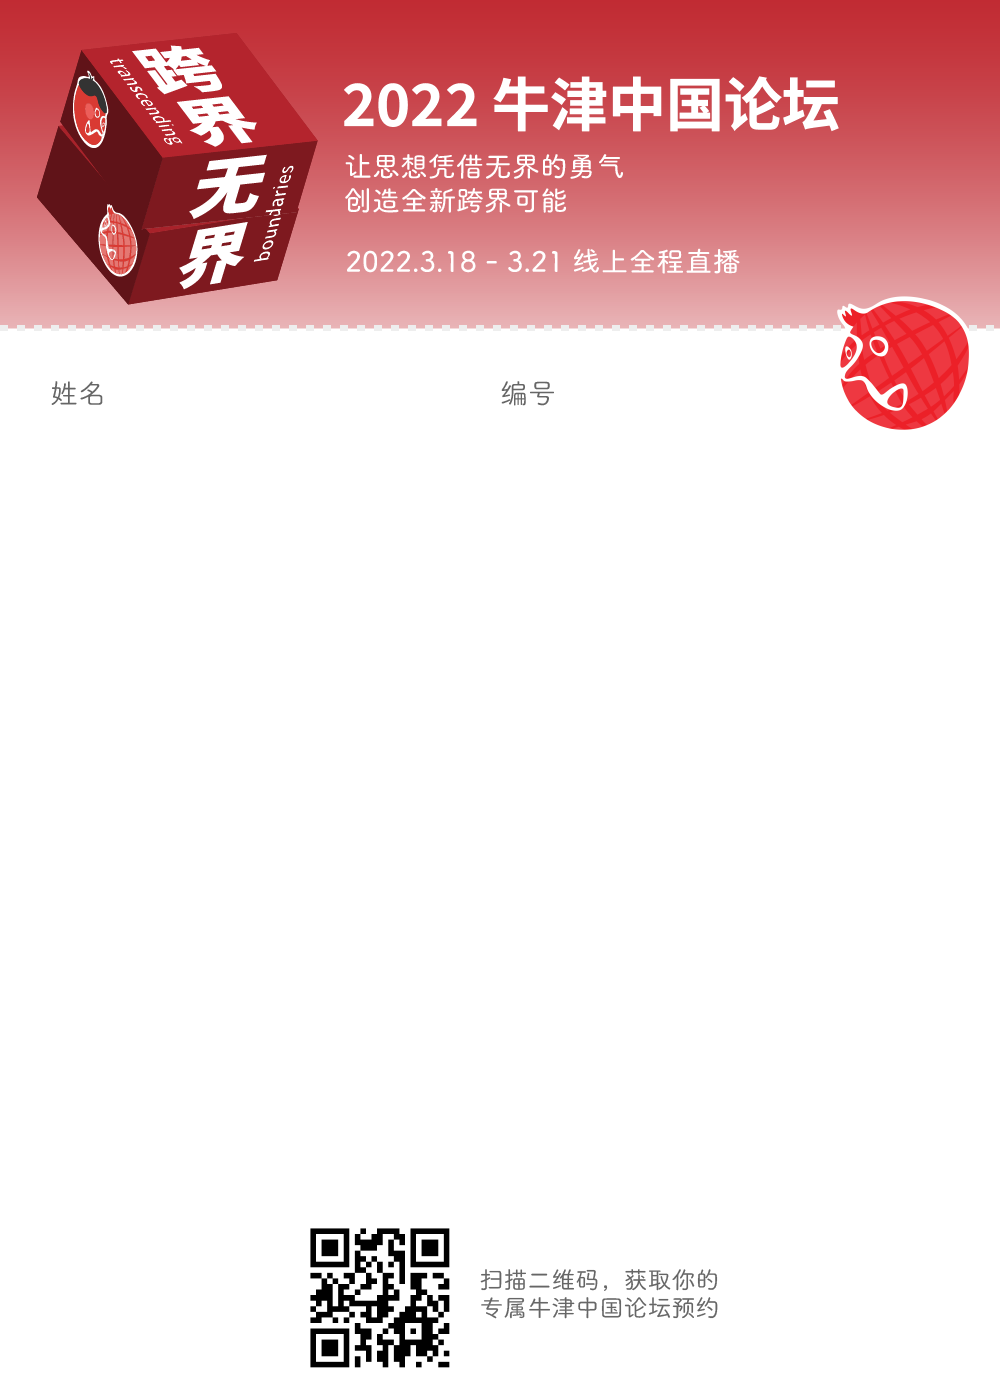 跨界
transcending
无界
boundaries
2022 牛津中国论坛
让思想凭借无界的勇气
创造全新跨界可能
2022.3.18 - 3.21 线上全程直播
姓名
编号
扫描二维码，获取你的
专属牛津中国论坛预约